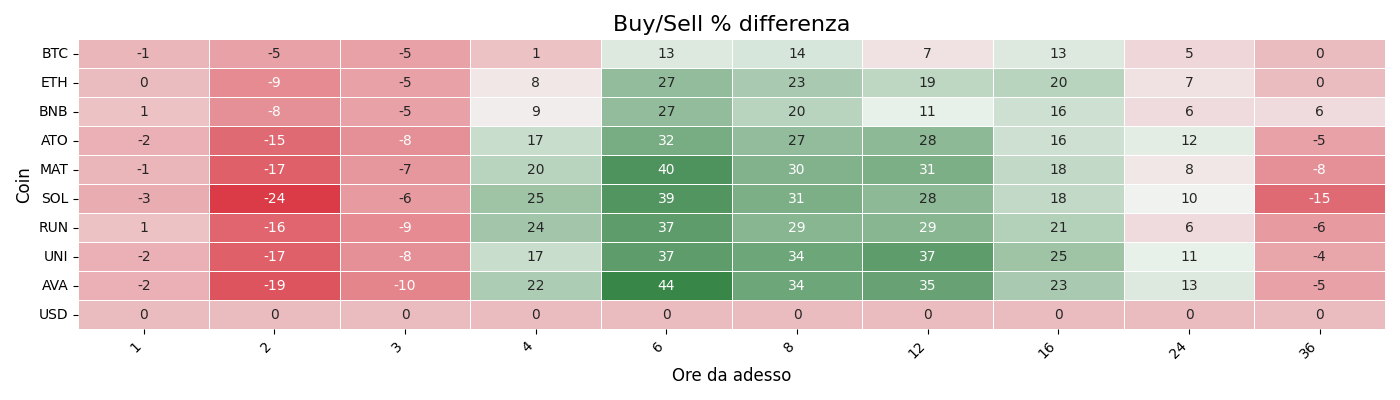 Buy/Sell % differenza
Coin
BTC -1 -5 -5 1 13 14 7 13 5 0
ETH 0 -9 -5 8 27 23 19 20 7 0
BNB 1 -8 -5 9 27 20 11 16 6 6
ATO -2 -15 -8 17 32 27 28 16 12 -5
MAT -1 -17 -7 20 40 30 31 18 8 -8
SOL -3 -24 -6 25 39 31 28 18 10 -15
RUN 1 -16 -9 24 37 29 29 21 6 -6
UNI -2 -17 -8 17 37 34 37 25 11 -4
AVA -2 -19 -10 22 44 34 35 23 13 -5
USD 0 0 0 0 0 0 0 0 0 0
1 2 3 4 6 8 12 16 24 36
Ore da adesso